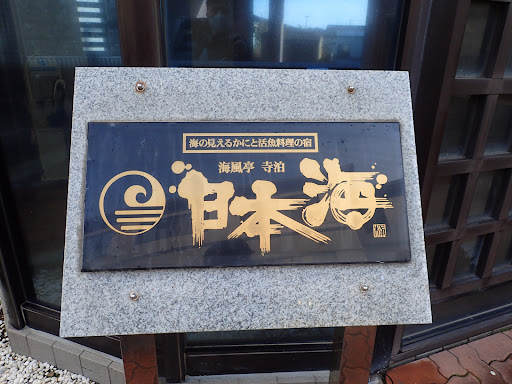 海の見えるかにと活魚料理の宿
海風亭 寺泊
日本海